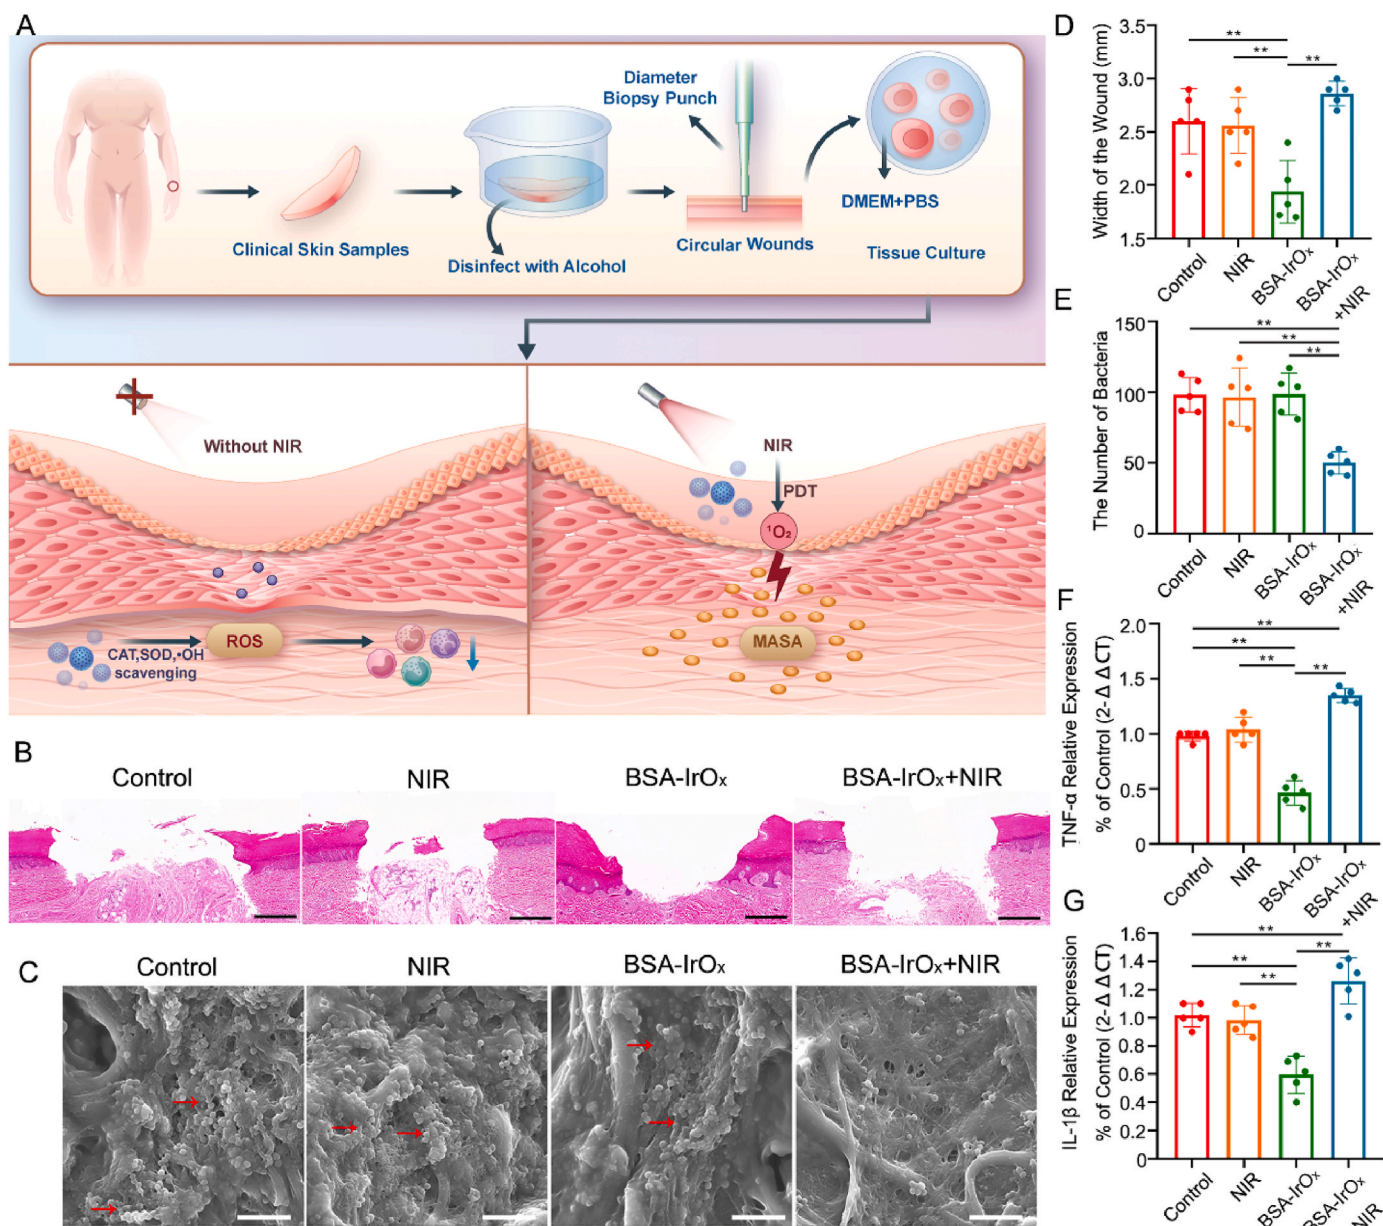 A
Diameter
Biopsy Punch
Clinical Skin Samples
Disinfect with Alcohol
Circular Wounds
DMEM+PBS
Tissue Culture
Without NIR
CAT,SOD,•OH
scavenging
ROS
NIR
PDT
¹O₂
MASA
B
Control
NIR
BSA-IrOₓ
BSA-IrOₓ+NIR
C
Control
NIR
BSA-IrOₓ
BSA-IrOₓ+NIR
D
Width of the Wound (mm)
3.5
3.0
2.5
2.0
1.5
**
**
**
Control
NIR
BSA-IrOₓ
BSA-IrOₓ
+NIR
E
The Number of Bacteria
150
100
50
0
**
**
**
Control
NIR
BSA-IrOₓ
BSA-IrOₓ
+NIR
F
TNF-α Relative Expression
% of Control (2-Δ ΔCT)
2.0
1.5
1.0
0.5
0
**
**
**
**
Control
NIR
BSA-IrOₓ
BSA-IrOₓ
+NIR
G
IL-1β Relative Expression
% of Control (2-Δ ΔCT)
1.6
1.4
1.2
1.0
0.8
0.6
0.4
0.2
0
**
**
**
**
Control
NIR
BSA-IrOₓ
BSA-IrOₓ
+NIR